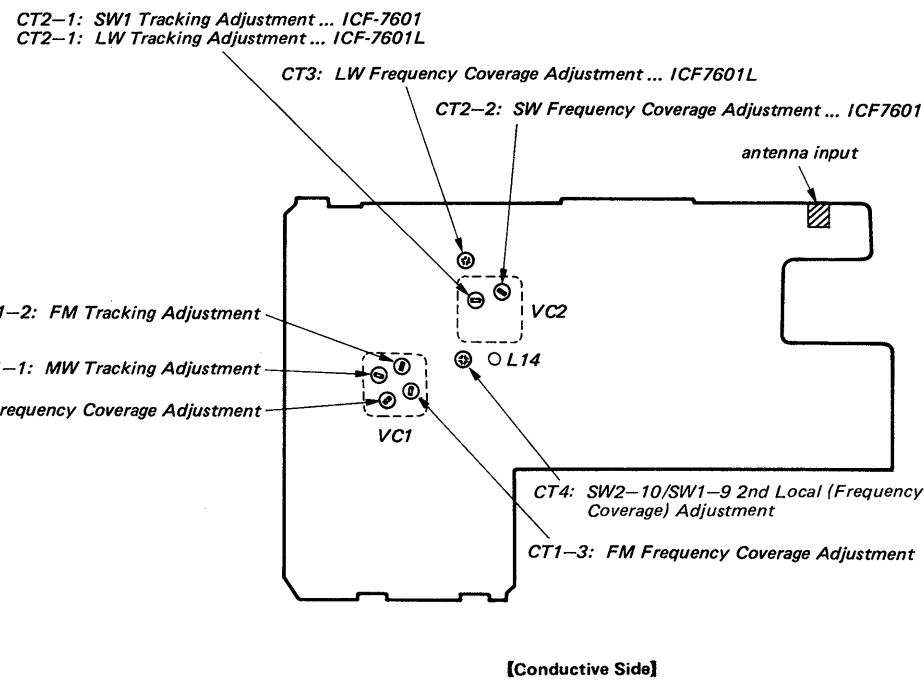 CT2–1: SW1 Tracking Adjustment ... ICF-7601
CT2–1: LW Tracking Adjustment ... ICF-7601L
CT3: LW Frequency Coverage Adjustment ... ICF7601L
CT2–2: SW Frequency Coverage Adjustment ... ICF7601
antenna input
VC2
–2: FM Tracking Adjustment
L14
–1: MW Tracking Adjustment
requency Coverage Adjustment
VC1
CT4: SW2–10/SW1–9 2nd Local (Frequency
Coverage) Adjustment
CT1–3: FM Frequency Coverage Adjustment
[Conductive Side]